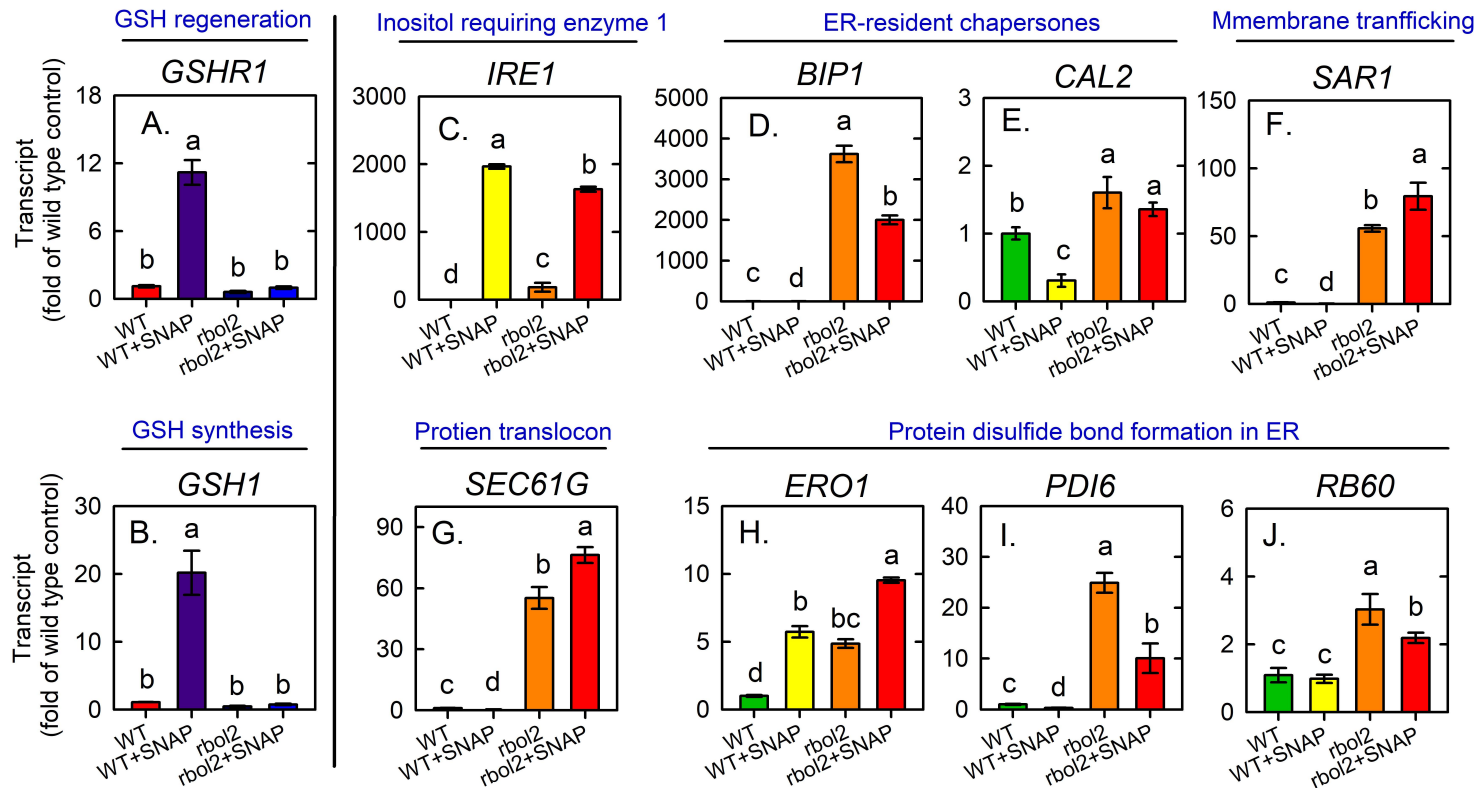 GSH regeneration
Inositol requiring enzyme 1
ER-resident chapersones
Mmembrane tranfficking
GSHR1
IRE1
BIP1
CAL2
SAR1
Transcript
(fold of wild type control)
18
12
6
0
A.
b
a
b
b
WT
WT+SNAP
rbol2
rbol2+SNAP
3000
2000
1000
0
C.
d
a
c
b
WT
WT+SNAP
rbol2
rbol2+SNAP
5000
4000
3000
2000
1000
0
D.
c
d
a
b
WT
WT+SNAP
rbol2
rbol2+SNAP
3
2
1
0
E.
b
c
a
a
WT
WT+SNAP
rbol2
rbol2+SNAP
150
100
50
0
F.
c
d
b
a
WT
WT+SNAP
rbol2
rbol2+SNAP
GSH synthesis
Protien translocon
Protein disulfide bond formation in ER
GSH1
SEC61G
ERO1
PDI6
RB60
Transcript
(fold of wild type control)
30
20
10
0
B.
b
a
b
b
WT
WT+SNAP
rbol2
rbol2+SNAP
90
60
30
0
G.
c
d
b
a
WT
WT+SNAP
rbol2
rbol2+SNAP
15
10
5
0
H.
d
b
bc
a
WT
WT+SNAP
rbol2
rbol2+SNAP
40
30
20
10
0
I.
c
d
a
b
WT
WT+SNAP
rbol2
rbol2+SNAP
6
4
2
0
J.
c
c
a
b
WT
WT+SNAP
rbol2
rbol2+SNAP